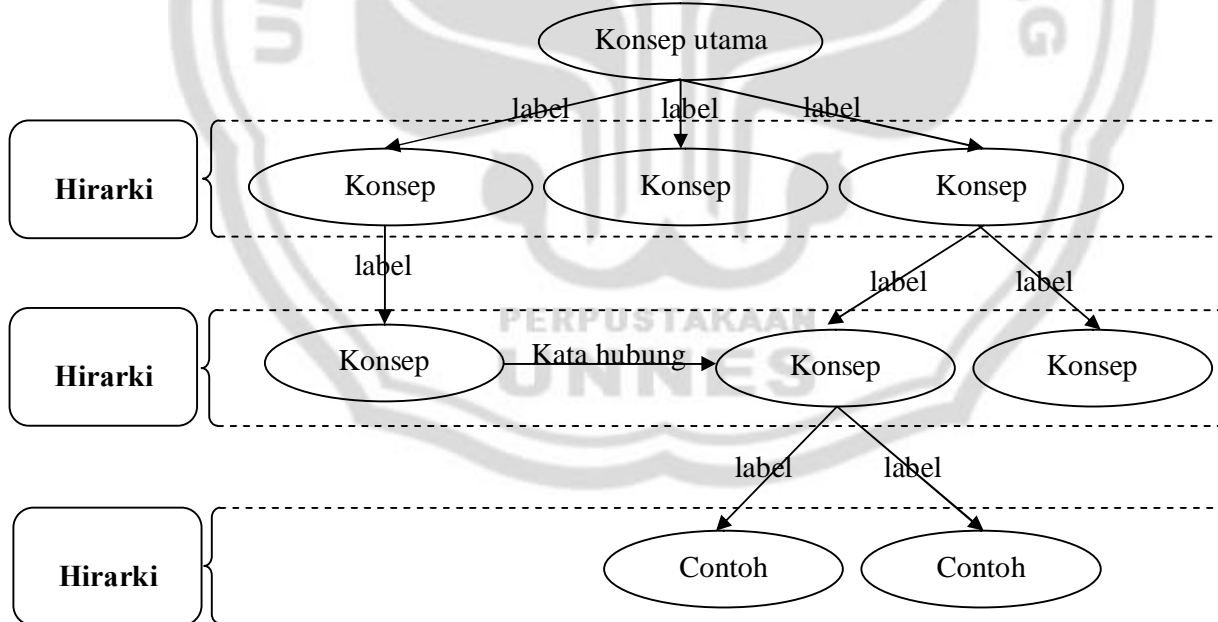 Konsep utama
label label label
Hirarki Konsep Konsep Konsep
label label label
PERPUSTAKAAN
Hirarki Konsep Kata hubung Konsep Konsep
UNNES
label label
Hirarki Contoh Contoh